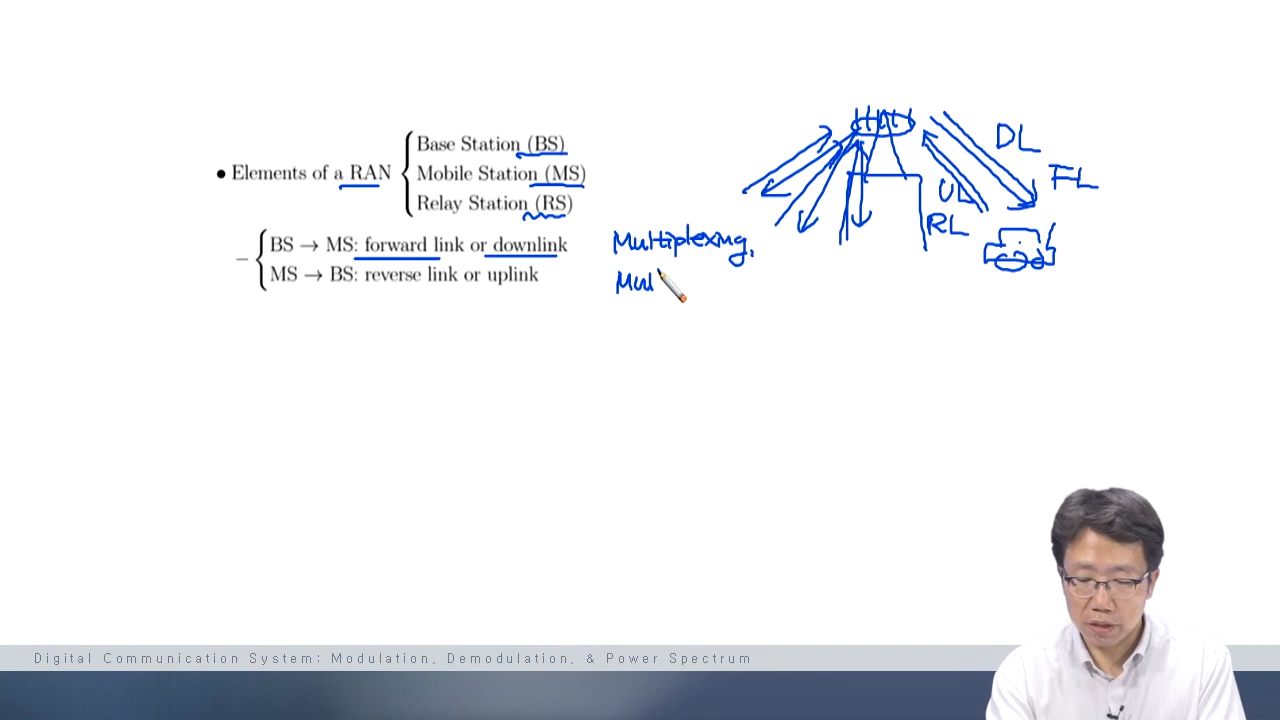 • Elements of a RAN { Base Station (BS)
Mobile Station (MS)
Relay Station (RS)
– { BS → MS: forward link or downlink
MS → BS: reverse link or uplink
Multiplexing,
Mul
DL
FL
UL
RL
Digital Communication System: Modulation, Demodulation, & Power Spectrum